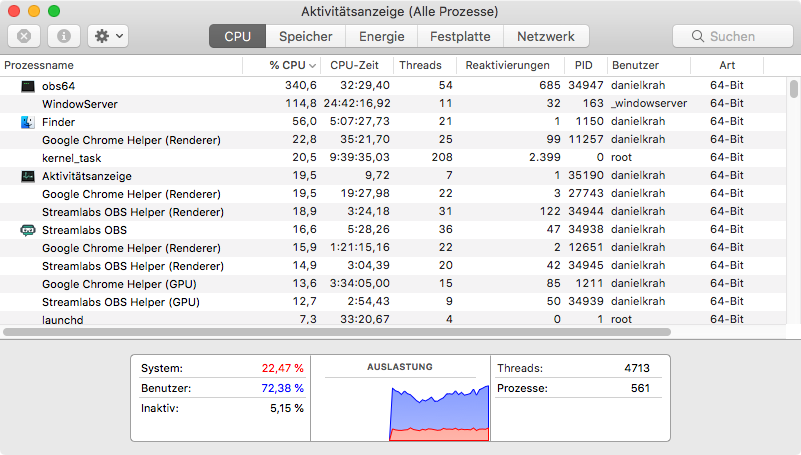 Aktivitätsanzeige (Alle Prozesse)
CPU Speicher Energie Festplatte Netzwerk Suchen
Prozessname % CPU CPU-Zeit Threads Reaktivierungen PID Benutzer Art
obs64 340,6 32:29,40 54 685 34947 danielkrah 64-Bit
WindowServer 114,8 24:42:16,92 11 32 163 _windowserver 64-Bit
Finder 56,0 5:07:27,73 21 1 1150 danielkrah 64-Bit
Google Chrome Helper (Renderer) 22,8 35:21,70 25 99 11257 danielkrah 64-Bit
kernel_task 20,5 9:39:35,03 208 2.399 0 root 64-Bit
Aktivitätsanzeige 19,5 9,72 7 1 35190 danielkrah 64-Bit
Google Chrome Helper (Renderer) 19,5 19:27,98 22 3 27743 danielkrah 64-Bit
Streamlabs OBS Helper (Renderer) 18,9 3:24,18 31 122 34944 danielkrah 64-Bit
Streamlabs OBS 16,6 5:28,26 36 47 34938 danielkrah 64-Bit
Google Chrome Helper (Renderer) 15,9 1:21:15,16 22 2 12651 danielkrah 64-Bit
Streamlabs OBS Helper (Renderer) 14,9 3:04,39 20 42 34945 danielkrah 64-Bit
Google Chrome Helper (GPU) 13,6 3:34:05,00 15 85 1211 danielkrah 64-Bit
Streamlabs OBS Helper (GPU) 12,7 2:54,43 9 50 34939 danielkrah 64-Bit
launchd 7,3 33:20,67 4 0 1 root 64-Bit
System: 22,47 % AUSLASTUNG Threads: 4713
Benutzer: 72,38 % Prozesse: 561
Inaktiv: 5,15 %